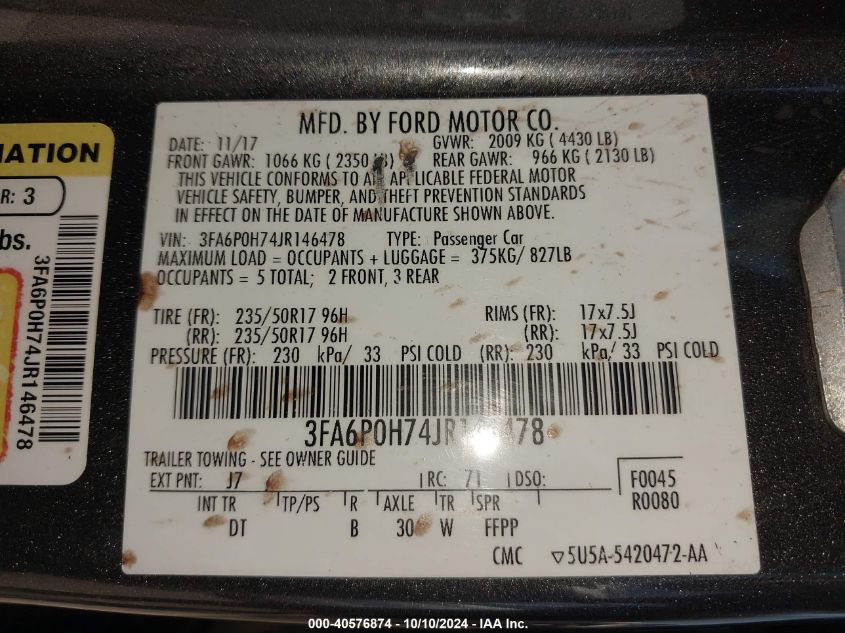 MFD. BY FORD MOTOR CO.
DATE: 11/17 GVWR: 2009 KG ( 4430 LB)
FRONT GAWR: 1066 KG ( 2350 LB) REAR GAWR: 966 KG ( 2130 LB)
THIS VEHICLE CONFORMS TO ALL APPLICABLE FEDERAL MOTOR
VEHICLE SAFETY, BUMPER, AND THEFT PREVENTION STANDARDS
IN EFFECT ON THE DATE OF MANUFACTURE SHOWN ABOVE.
VIN: 3FA6P0H74JR146478 TYPE: Passenger Car
MAXIMUM LOAD = OCCUPANTS + LUGGAGE = 375KG/ 827LB
OCCUPANTS = 5 TOTAL; 2 FRONT, 3 REAR
TIRE (FR): 235/50R17 96H RIMS (FR): 17x7.5J
(RR): 235/50R17 96H (RR): 17x7.5J
PRESSURE (FR): 230 kPa/ 33 PSI COLD (RR): 230 kPa/ 33 PSI COLD
3FA6P0H74JR146478
TRAILER TOWING - SEE OWNER GUIDE
EXT PNT: J7 RC: 71 DSO: F0045
INT TR TP/PS R AXLE TR SPR R0080
DT B 30 W FFPP
CMC ▽5U5A-5420472-AA
MATION
R: 3
bs.
3FA6P0H74JR146478
000-40576874 - 10/10/2024 - IAA Inc.